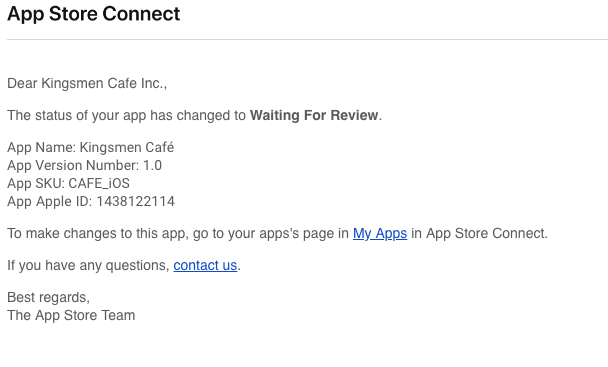 App Store Connect
Dear Kingsmen Cafe Inc.,
The status of your app has changed to Waiting For Review.
App Name: Kingsmen Café
App Version Number: 1.0
App SKU: CAFE_iOS
App Apple ID: 1438122114
To make changes to this app, go to your apps's page in My Apps in App Store Connect.
If you have any questions, contact us.
Best regards,
The App Store Team